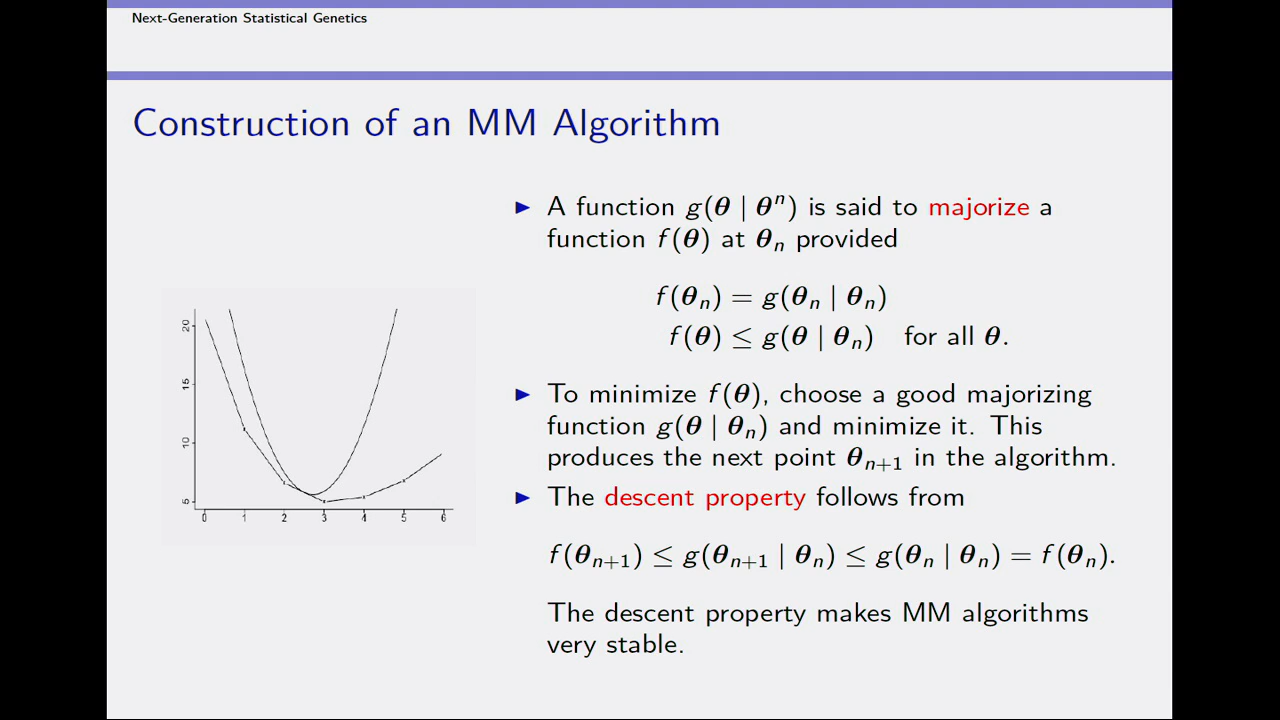 Next-Generation Statistical Genetics
Construction of an MM Algorithm
► A function g(θ | θⁿ) is said to majorize a
function f(θ) at θₙ provided
f(θₙ) = g(θₙ | θₙ)
f(θ) ≤ g(θ | θₙ) for all θ.
► To minimize f(θ), choose a good majorizing
function g(θ | θₙ) and minimize it. This
produces the next point θₙ₊₁ in the algorithm.
► The descent property follows from
f(θₙ₊₁) ≤ g(θₙ₊₁ | θₙ) ≤ g(θₙ | θₙ) = f(θₙ).
The descent property makes MM algorithms
very stable.
20
15
10
5
0 1 2 3 4 5 6